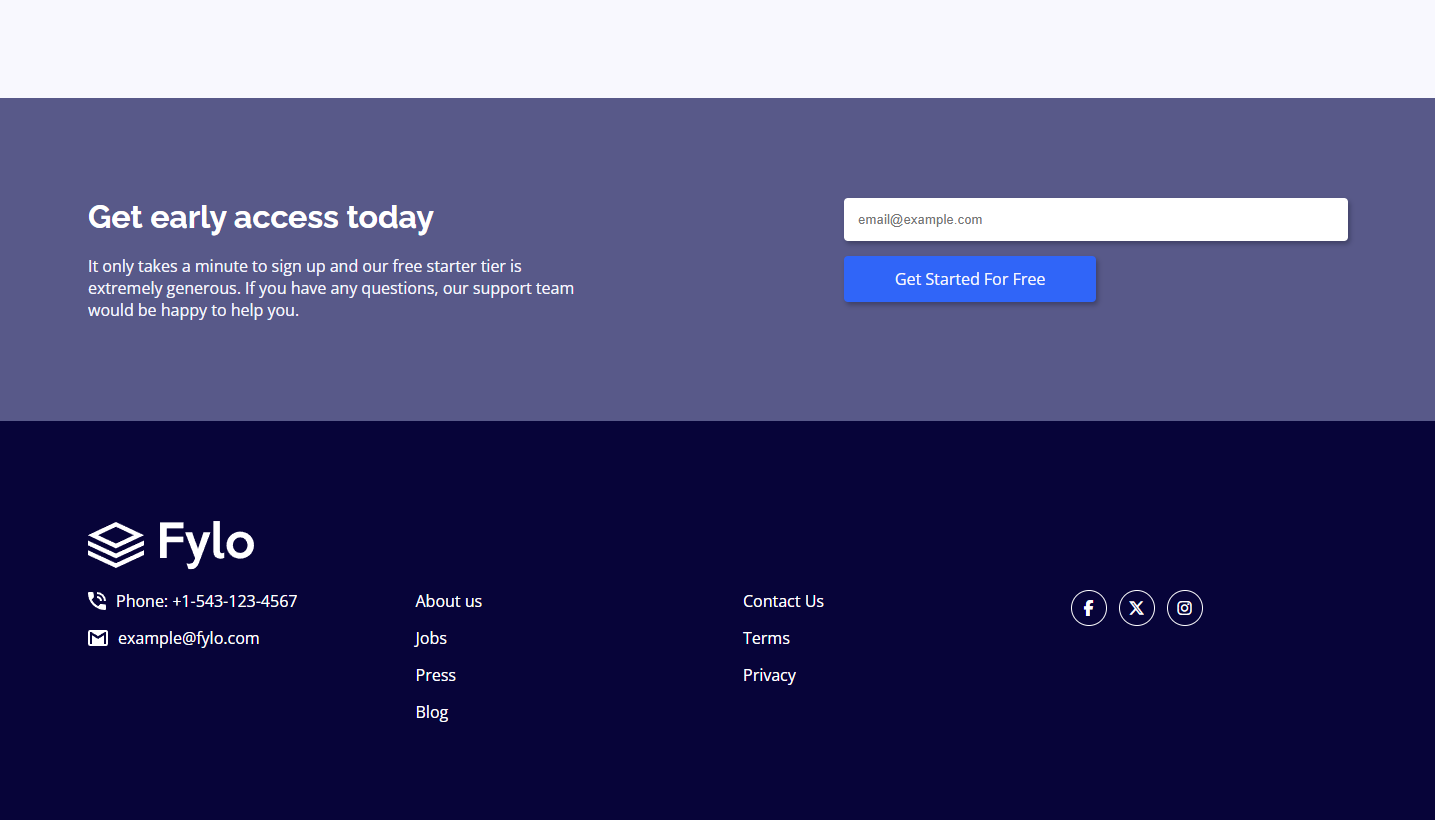 Get early access today
It only takes a minute to sign up and our free starter tier is
extremely generous. If you have any questions, our support team
would be happy to help you.
email@example.com
Get Started For Free
Fylo
Phone: +1-543-123-4567
example@fylo.com
About us
Jobs
Press
Blog
Contact Us
Terms
Privacy